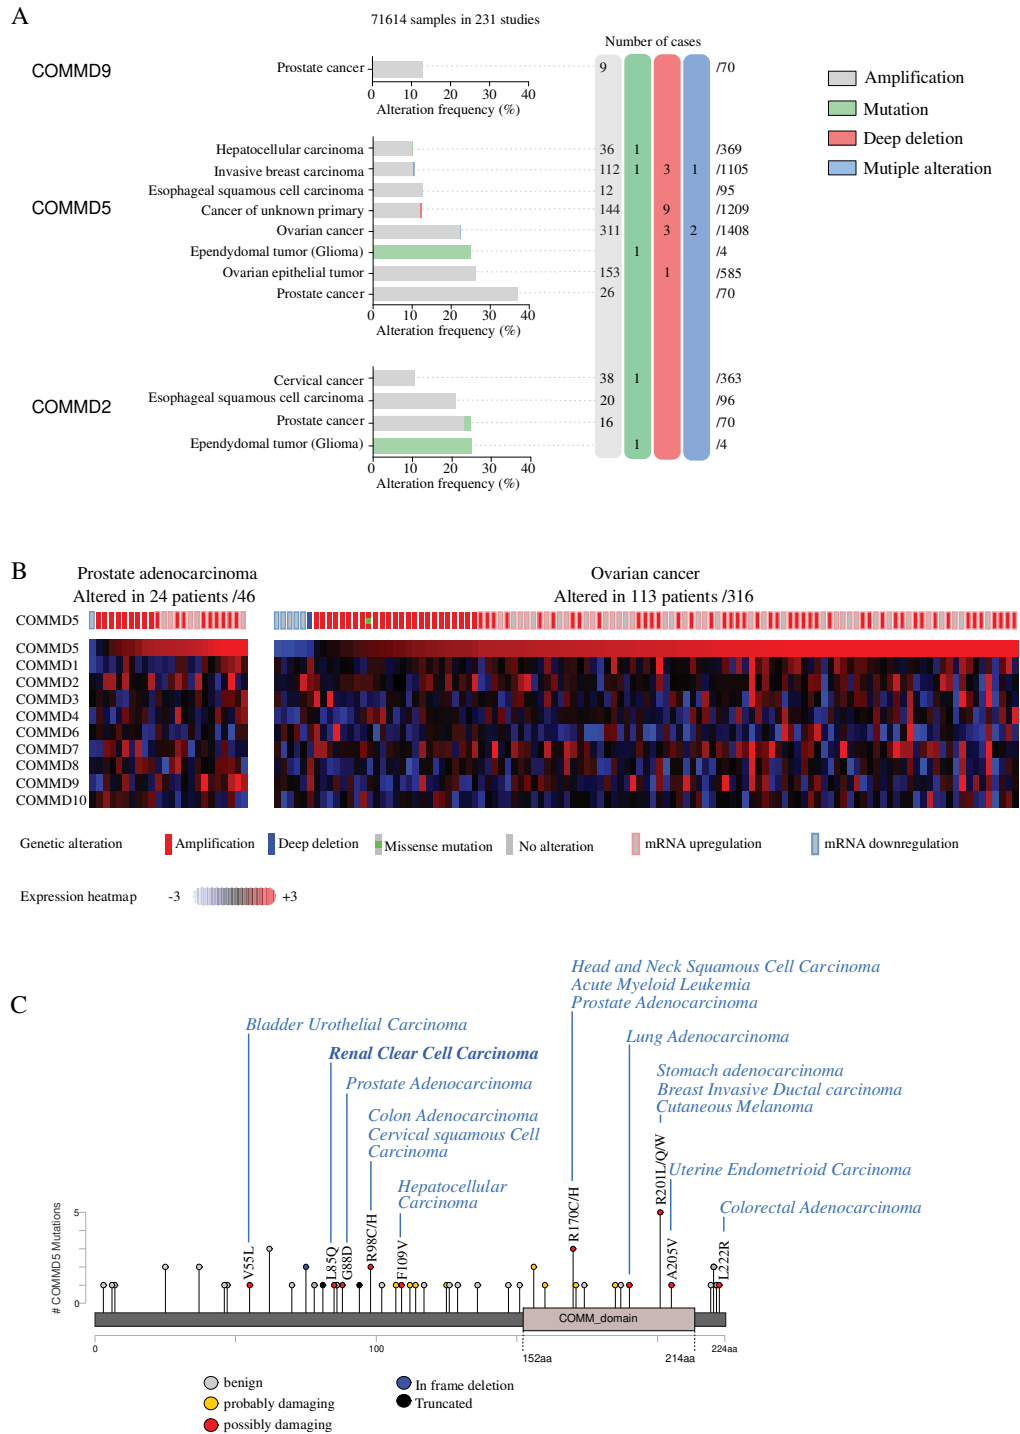 A
71614 samples in 231 studies
Number of cases
COMMD9
Prostate cancer
9 /70
0 10 20 30 40
Alteration frequency (%)
Amplification
Mutation
Deep deletion
Mutiple alteration
COMMD5
Hepatocellular carcinoma 36 1 /369
Invasive breast carcinoma 112 1 3 1 /1105
Esophageal squamous cell carcinoma 12 /95
Cancer of unknown primary 144 9 /1209
Ovarian cancer 311 3 2 /1408
Ependydomal tumor (Glioma) 1 /4
Ovarian epithelial tumor 153 1 /585
Prostate cancer 26 /70
0 10 20 30 40
Alteration frequency (%)
COMMD2
Cervical cancer 38 1 /363
Esophageal squamous cell carcinoma 20 /96
Prostate cancer 16 /70
Ependydomal tumor (Glioma) 1 /4
0 10 20 30 40
Alteration frequency (%)
B
Prostate adenocarcinoma
Altered in 24 patients /46
Ovarian cancer
Altered in 113 patients /316
COMMD5
COMMD5
COMMD1
COMMD2
COMMD3
COMMD4
COMMD6
COMMD7
COMMD8
COMMD9
COMMD10
Genetic alteration Amplification Deep deletion Missense mutation No alteration mRNA upregulation mRNA downregulation
Expression heatmap -3 +3
C
Head and Neck Squamous Cell Carcinoma
Acute Myeloid Leukemia
Prostate Adenocarcinoma
Bladder Urothelial Carcinoma
Lung Adenocarcinoma
Renal Clear Cell Carcinoma
Stomach adenocarcinoma
Breast Invasive Ductal carcinoma
Cutaneous Melanoma
Prostate Adenocarcinoma
Colon Adenocarcinoma
Cervical squamous Cell
Carcinoma
Uterine Endometrioid Carcinoma
Hepatocellular
Carcinoma
Colorectal Adenocarcinoma
# COMMD5 Mutations
5
0
V55L
L85Q
G88D
R98C/H
F109V
R170C/H
R201L/Q/W
A205V
L222R
COMM_domain
0 100 152aa 214aa 224aa
benign
probably damaging
possibly damaging
In frame deletion
Truncated